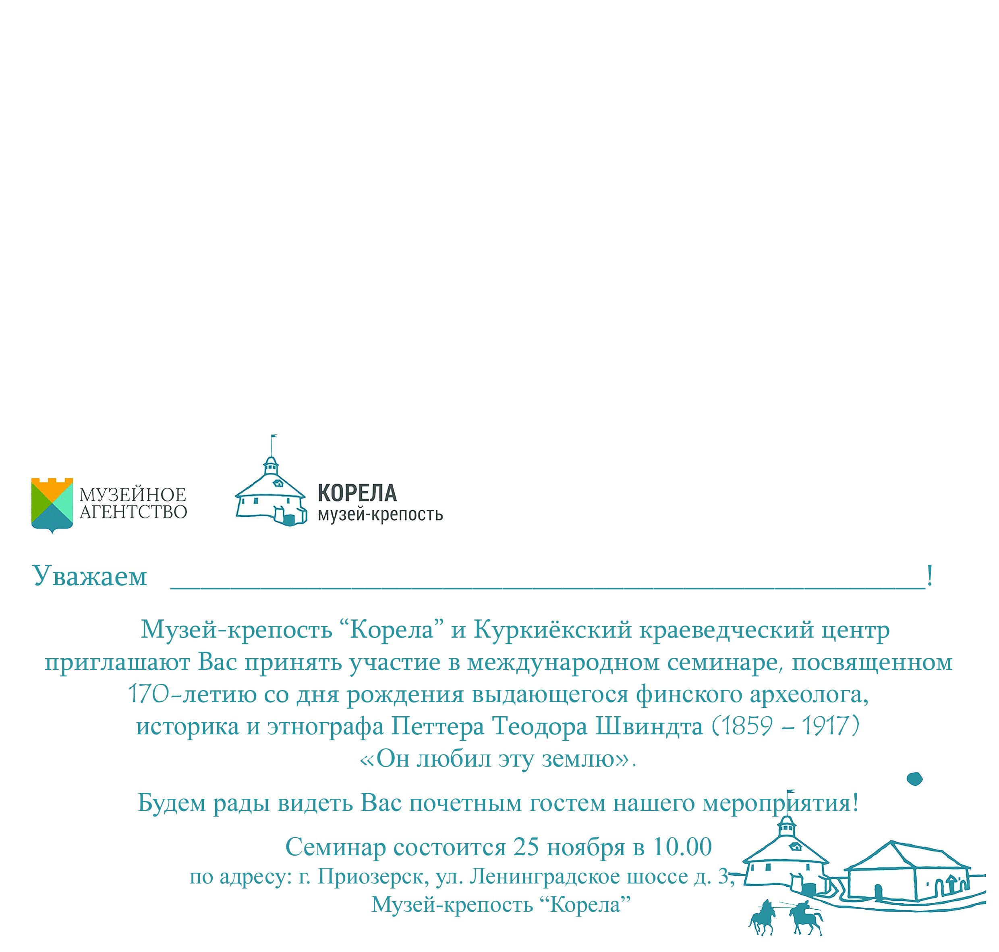 МУЗЕЙНОЕ
АГЕНТСТВО
КОРЕЛА
музей-крепость
Уважаем __________________________________________________!
Музей-крепость “Корела” и Куркиёкский краеведческий центр
приглашают Вас принять участие в международном семинаре, посвященном
170-летию со дня рождения выдающегося финского археолога,
историка и этнографа Петтера Теодора Швиндта (1859 – 1917)
«Он любил эту землю».
Будем рады видеть Вас почетным гостем нашего мероприятия!
Семинар состоится 25 ноября в 10.00
по адресу: г. Приозерск, ул. Ленинградское шоссе д. 3,
Музей-крепость “Корела”